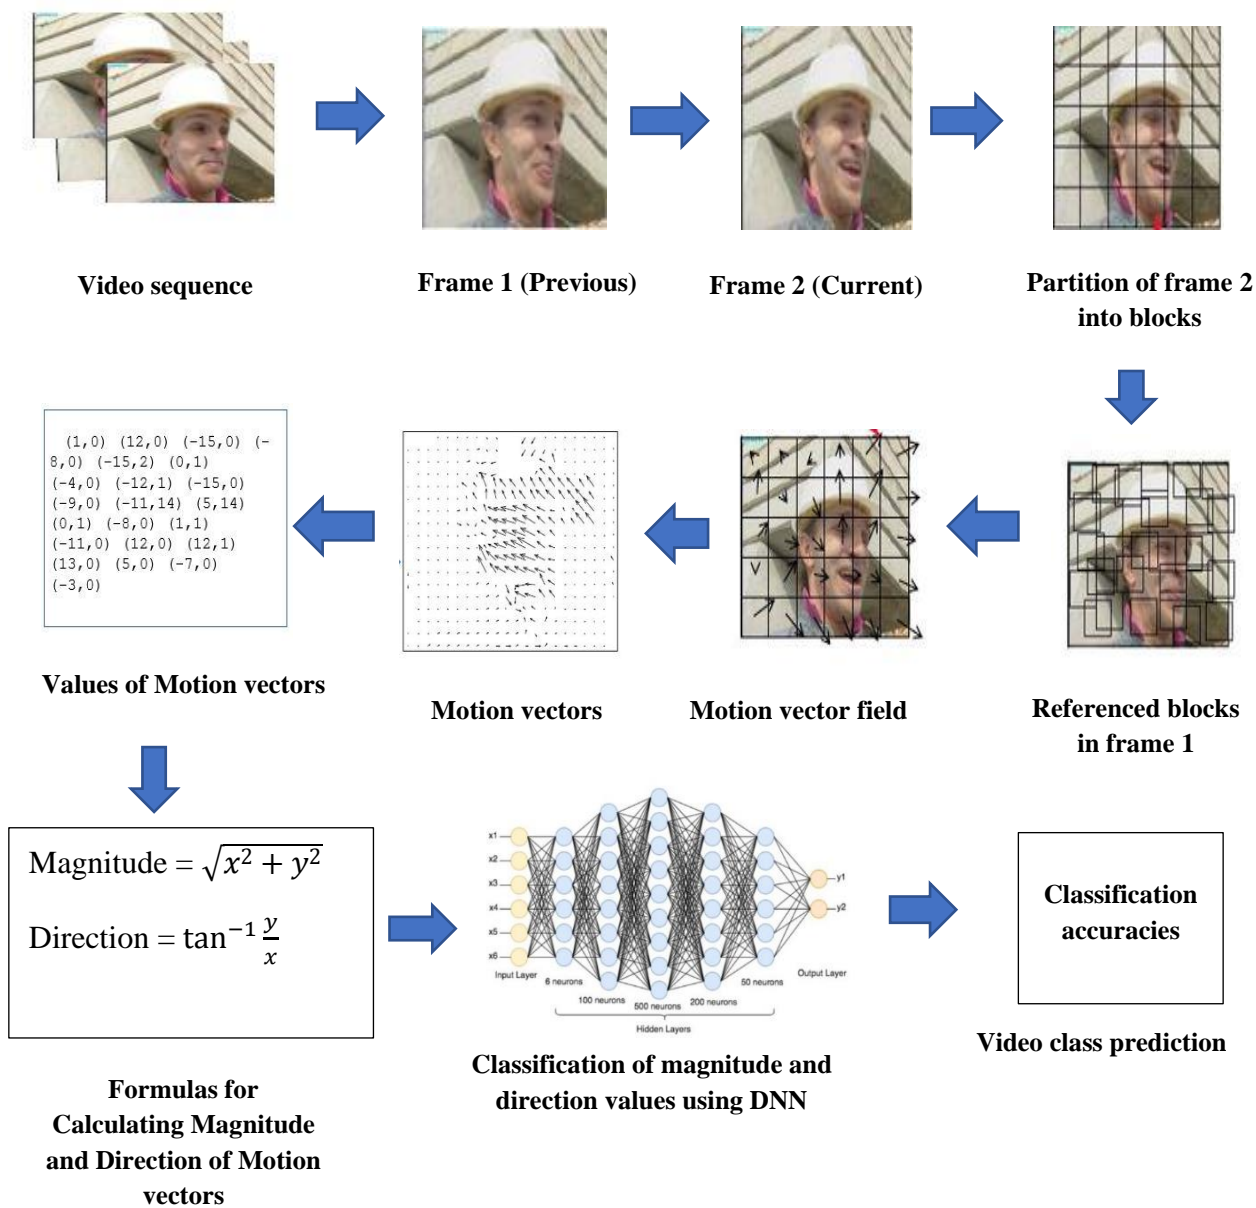 Video sequence
Frame 1 (Previous)
Frame 2 (Current)
Partition of frame 2
into blocks
(1,0) (12,0) (-15,0) (-
8,0) (-15,2) (0,1)
(-4,0) (-12,1) (-15,0)
(-9,0) (-11,14) (5,14)
(0,1) (-8,0) (1,1)
(-11,0) (12,0) (12,1)
(13,0) (5,0) (-7,0)
(-3,0)
Values of Motion vectors
Motion vectors
Motion vector field
Referenced blocks
in frame 1
Magnitude = √(x² + y²)
Direction = tan⁻¹ y/x
Formulas for
Calculating Magnitude
and Direction of Motion
vectors
x1
x2
x3
x4
x5
x6
Input Layer
6 neurons
100 neurons
500 neurons
200 neurons
50 neurons
Hidden Layers
y1
y2
Output Layer
Classification of magnitude and
direction values using DNN
Classification
accuracies
Video class prediction